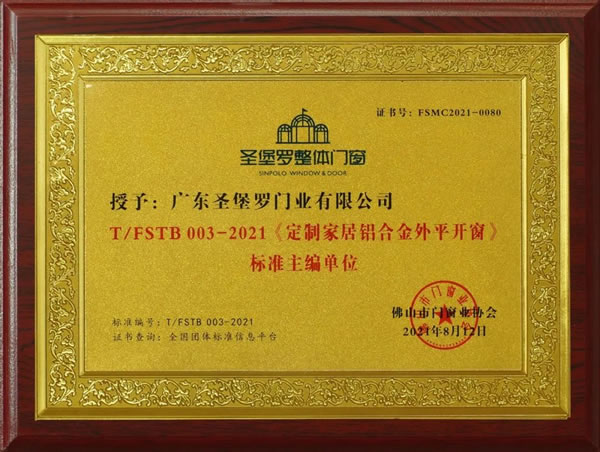 证书号: FSMC2021-0080
圣堡罗整体门窗
SINPOLO WINDOW & DOOR
授予: 广东圣堡罗门业有限公司
T/FSTB 003-2021《定制家居铝合金外平开窗》
标准主编单位
标准编号: T/FSTB 003-2021
证书查询: 全国团体标准信息平台
佛山市门窗业协会
2021年8月12日